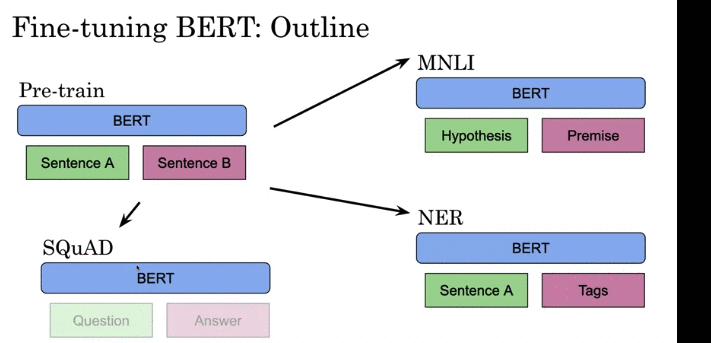 Fine-tuning BERT: Outline
Pre-train
BERT
Sentence A
Sentence B
MNLI
BERT
Hypothesis
Premise
SQuAD
BERT
Question
Answer
NER
BERT
Sentence A
Tags